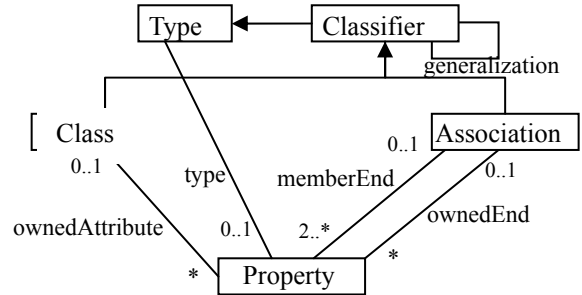 Type Classifier
generalization
Class Association
0..1 0..1 0..1
type memberEnd
ownedAttribute ownedEnd
0..1 2..*
* *
Property